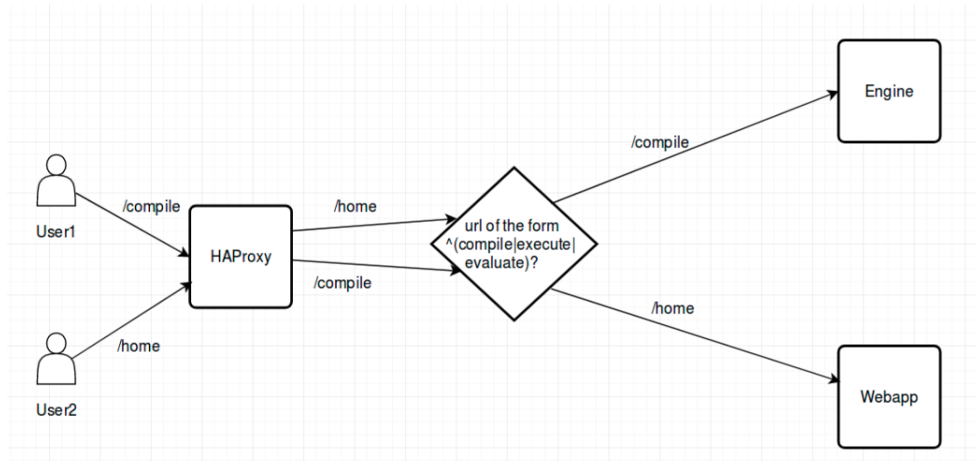 Engine
/compile
/compile
/home
User1
url of the form
^(compile|execute|
evaluate)?
HAProxy
/compile
/home
/home
Webapp
User2